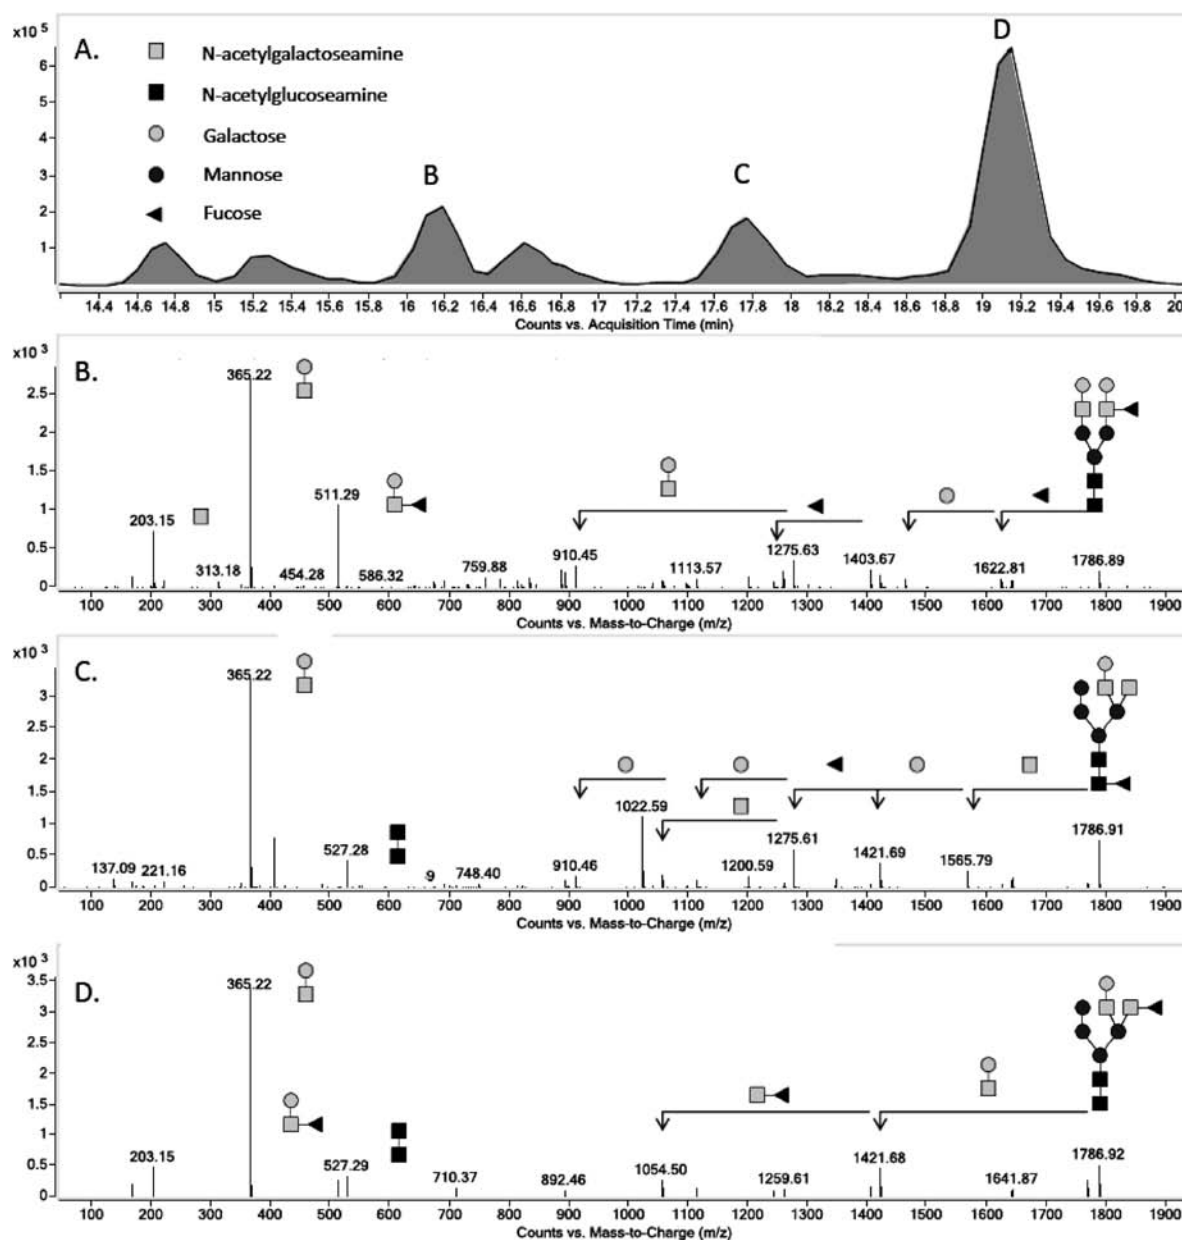 x10 5
A.
D
N-acetylgalactoseamine
6
N-acetylglucoseamine
5
Galactose
4
B
C
Mannose
3
Fucose
2
1
14.4 14.6 14.8 15 15.2 15.4 15.6 15.8 16 16.2 16.4 16.6 16.8 17 17.2 17.4 17.6 17.8 18 18.2 18.4 18.6 18.8 19 19.2 19.4 19.6 19.8 20
Counts vs. Acquisition Time (min)
x10 3
B.
365.22
2.5
2
1.5
511.29
1
203.15
0.5
313.18 454.28 586.32 759.88 910.45 1113.57 1275.63 1403.67 1622.81 1786.89
0
100 200 300 400 500 600 700 800 900 1000 1100 1200 1300 1400 1500 1600 1700 1800 1900
Counts vs. Mass-to-Charge (m/z)
x10 3
C.
365.22
3
2.5
2
1.5
1022.59
1
1275.61 1786.91
0.5
137.09 221.16 527.28 -9 748.40 910.46 1200.59 1421.69 1565.79
0
100 200 300 400 500 600 700 800 900 1000 1100 1200 1300 1400 1500 1600 1700 1800 1900
Counts vs. Mass-to-Charge (m/z)
x10 3
D.
3.5
365.22
3
2.5
2
1.5
1
203.15 527.29 710.37 892.46 1054.50 1259.61 1421.68 1641.87 1786.92
0.5
0
100 200 300 400 500 600 700 800 900 1000 1100 1200 1300 1400 1500 1600 1700 1800 1900
Counts vs. Mass-to-Charge (m/z)